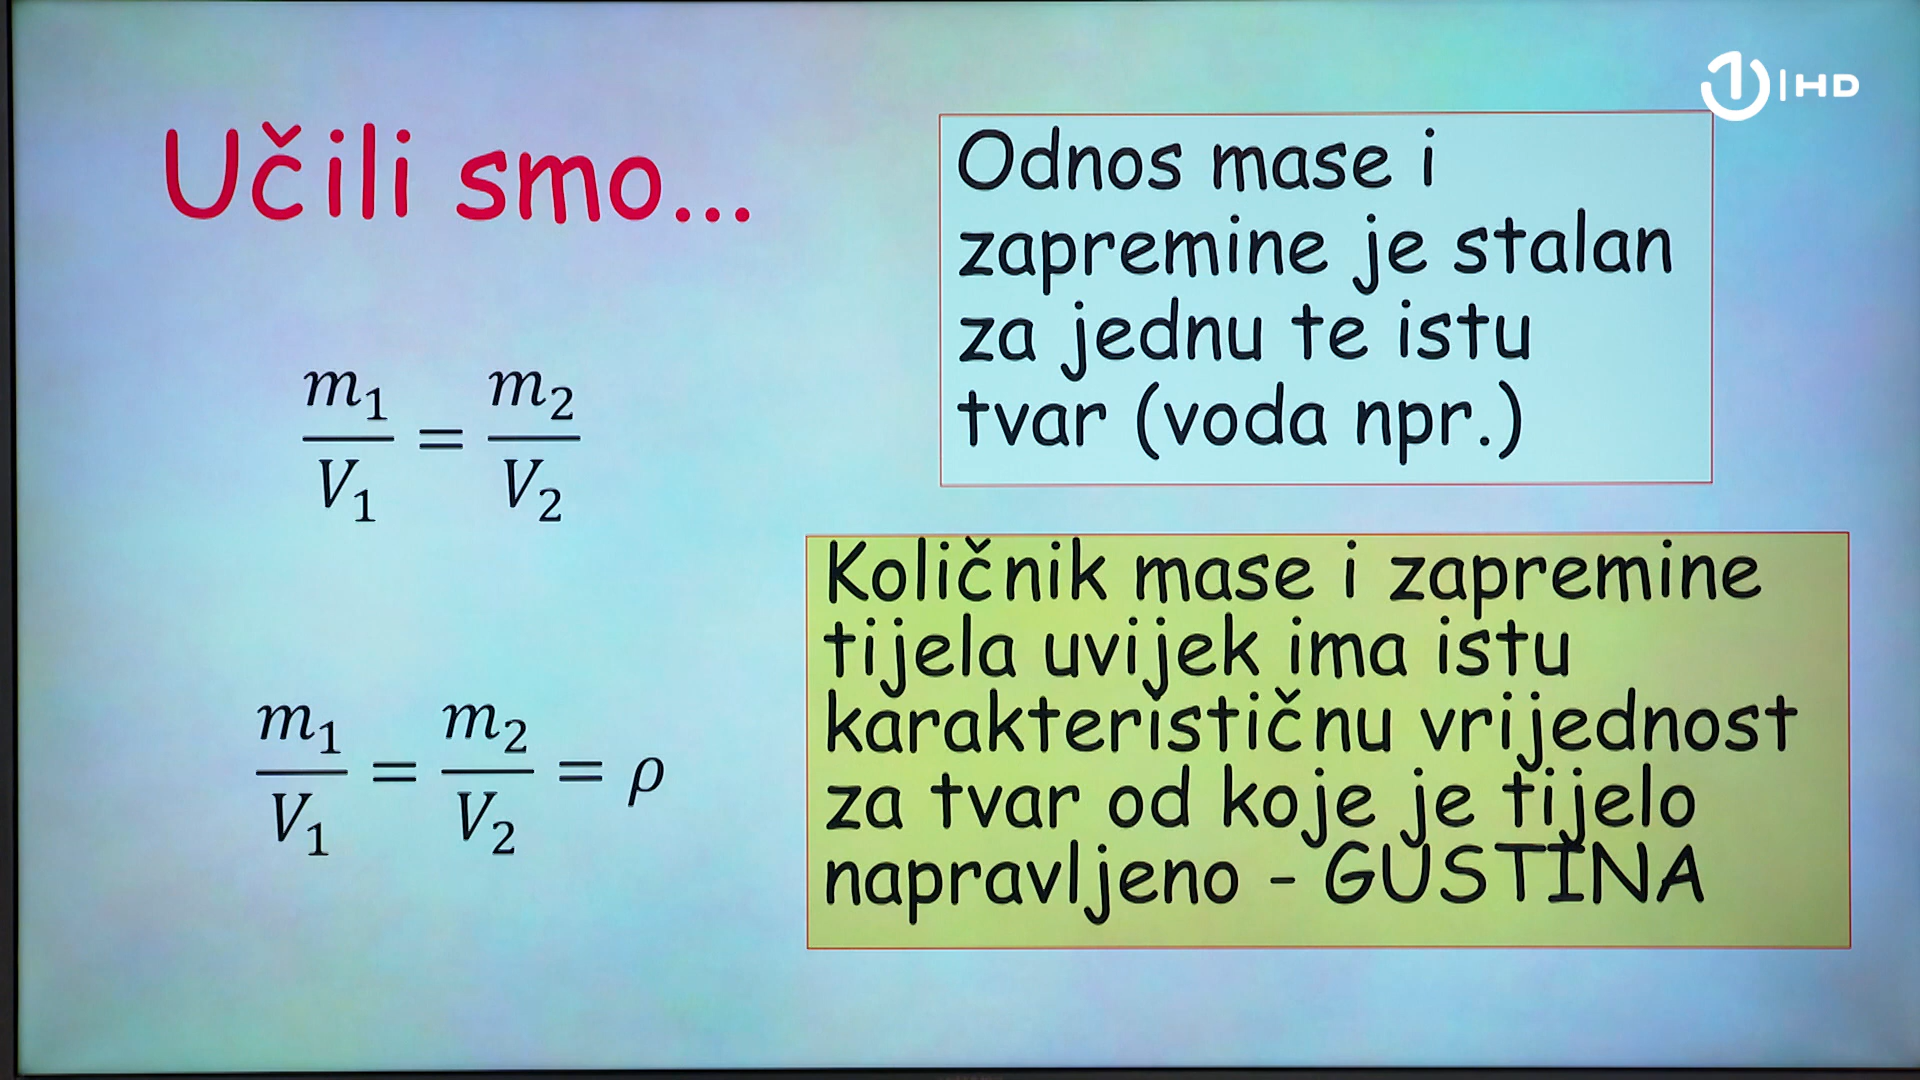 Učili smo...
m₁/V₁ = m₂/V₂
m₁/V₁ = m₂/V₂ = ρ
Odnos mase i
zapremine je stalan
za jednu te istu
tvar (voda npr.)
Količnik mase i zapremine
tijela uvijek ima istu
karakterističnu vrijednost
za tvar od koje je tijelo
napravljeno - GUSTINA
1|HD